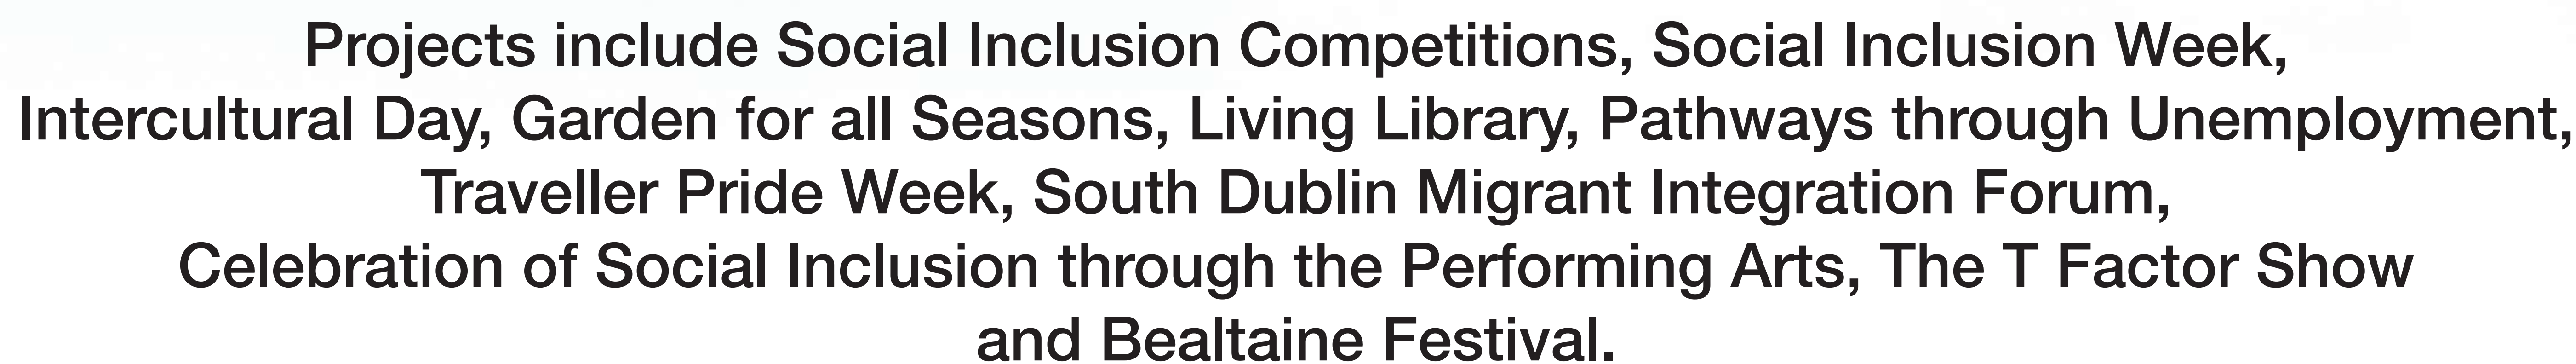 Projects include Social Inclusion Competitions, Social Inclusion Week,
Intercultural Day, Garden for all Seasons, Living Library, Pathways through Unemployment,
Traveller Pride Week, South Dublin Migrant Integration Forum,
Celebration of Social Inclusion through the Performing Arts, The T Factor Show
and Bealtaine Festival.